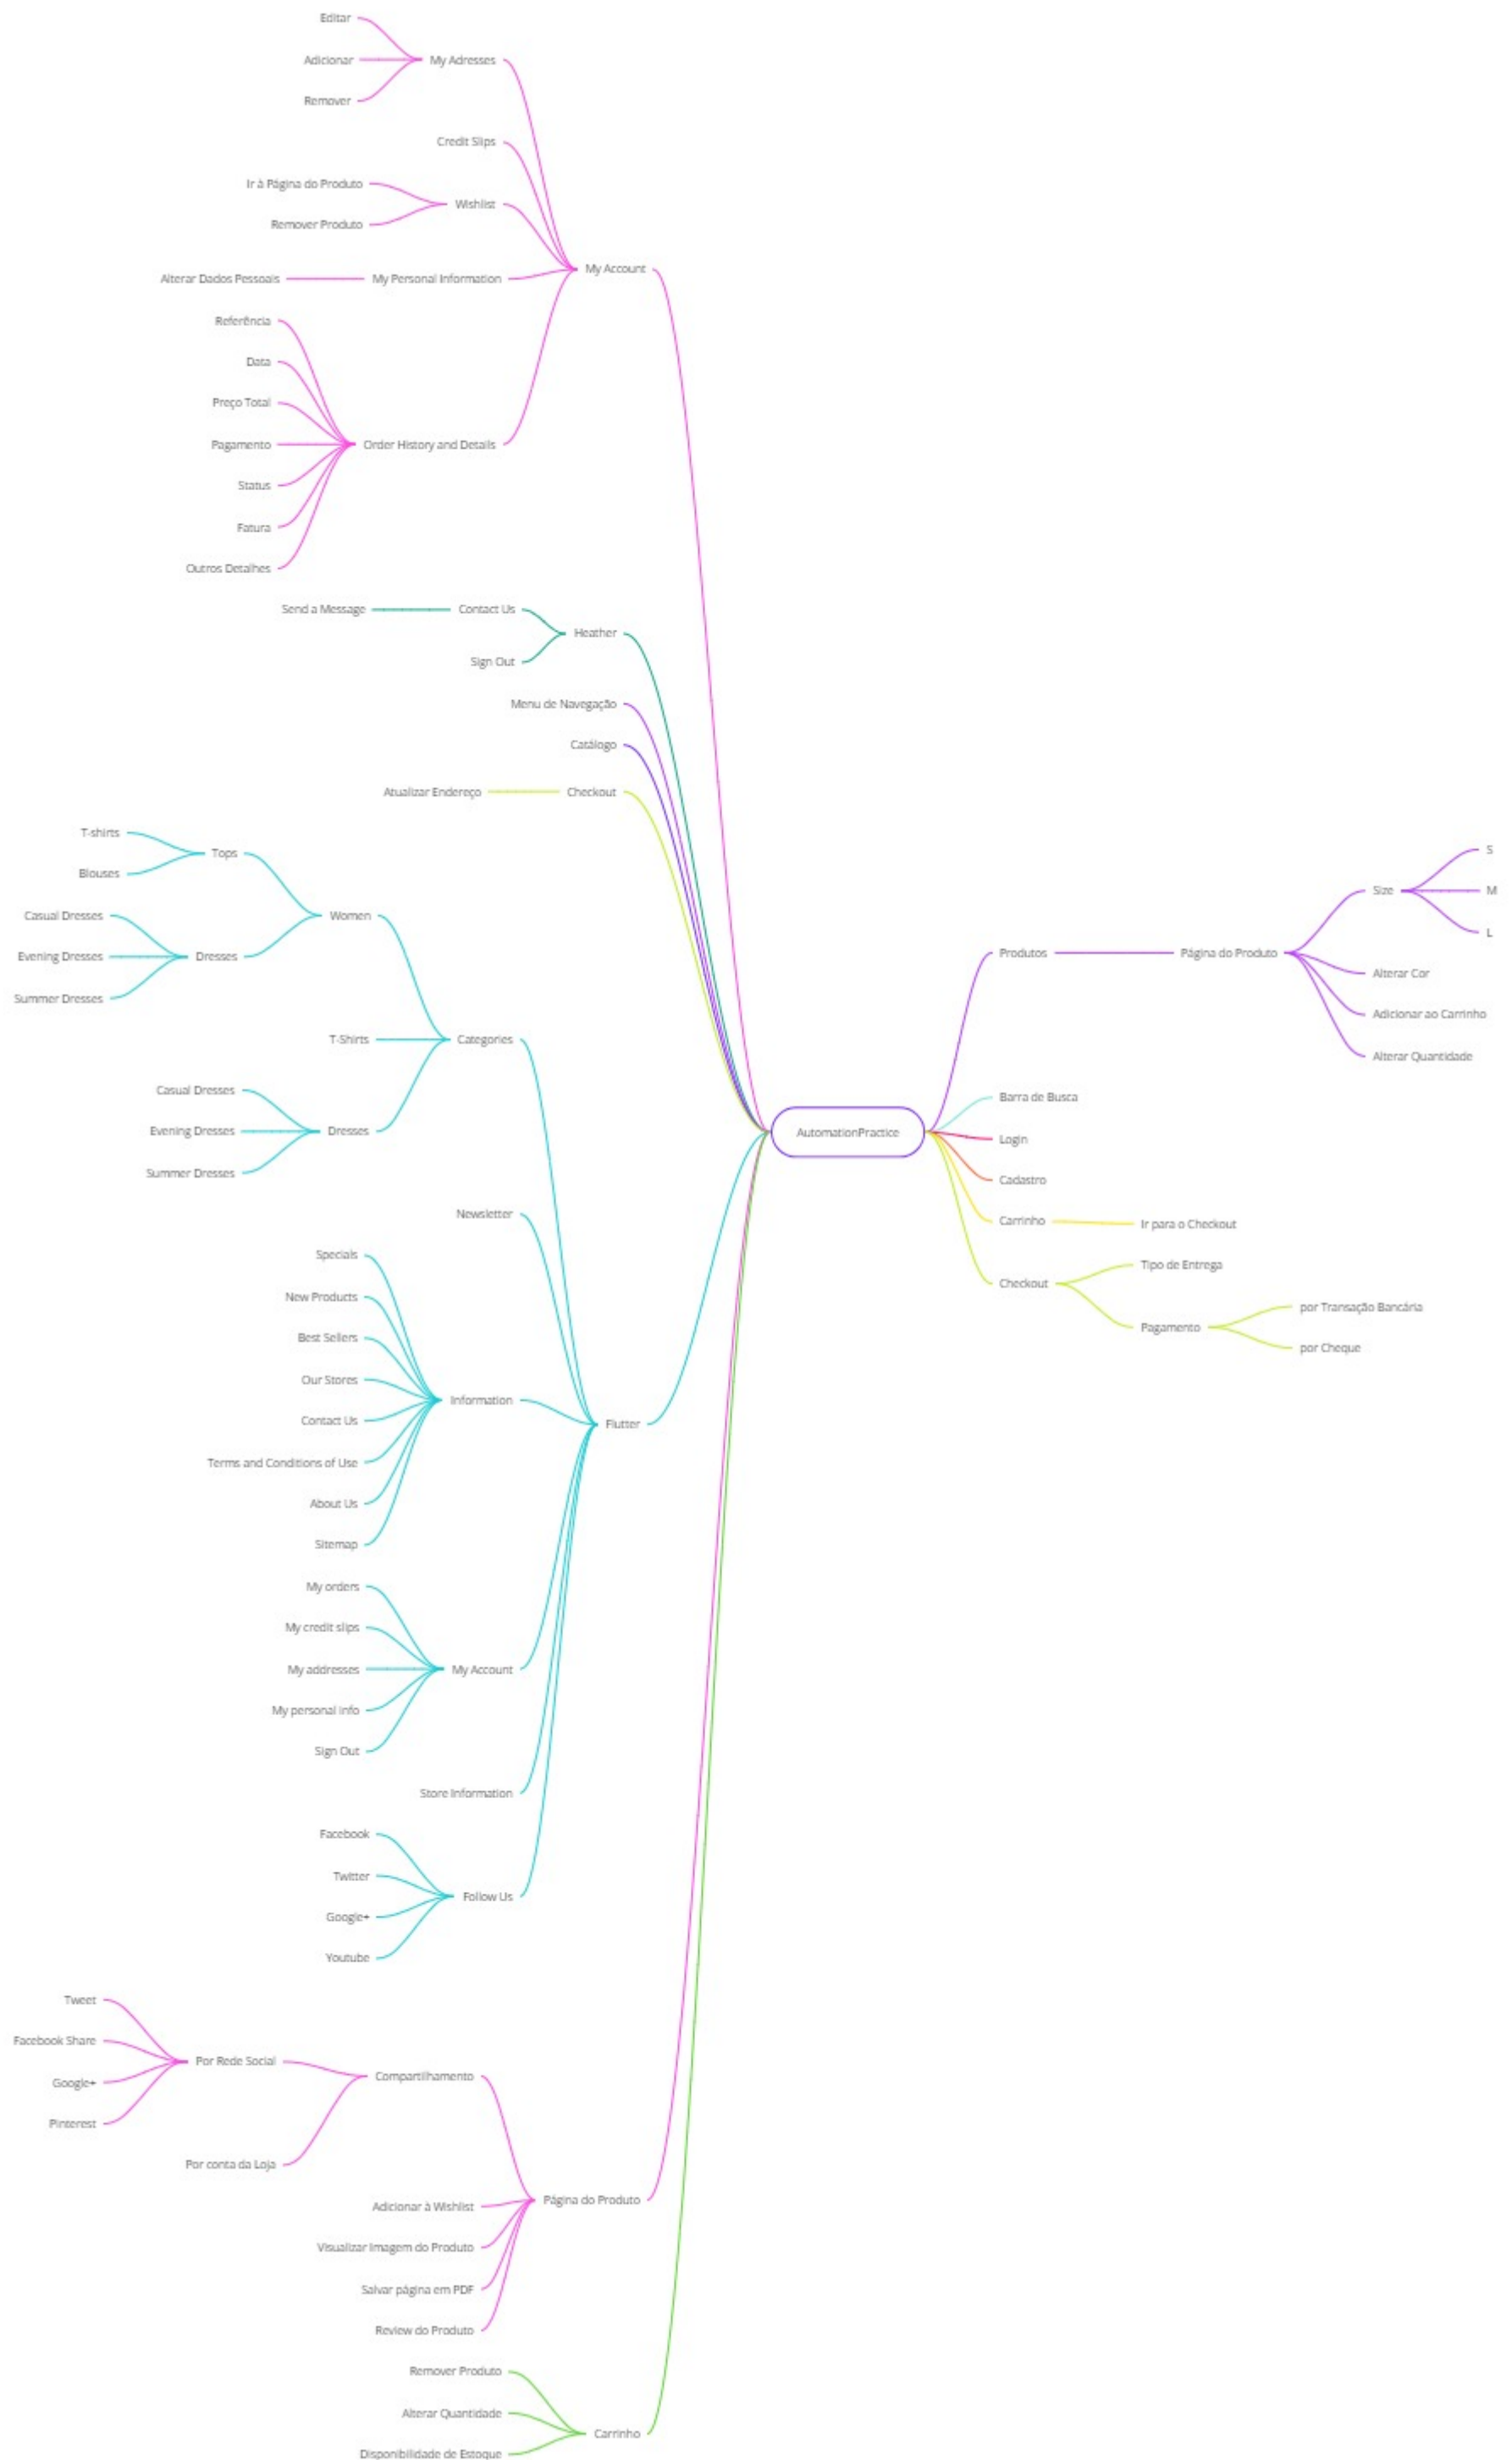 Editar
Adicionar
My Adresses
Remover
Credit Slips
Ir à Página do Produto
Wishlist
Remover Produto
My Account
Alterar Dados Pessoais
My Personal Information
Referência
Data
Preço Total
Pagamento
Order History and Details
Status
Fatura
Outros Detalhes
Send a Message
Contact Us
Heather
Sign Out
Menu de Navegação
Catálogo
Atualizar Endereço
Checkout
T-shirts
Tops
Blouses
Casual Dresses
Women
Evening Dresses
Dresses
Summer Dresses
T-Shirts
Categories
Casual Dresses
Evening Dresses
Dresses
Summer Dresses
Newsletter
Specials
New Products
Best Sellers
Our Stores
Information
Contact Us
Flutter
Terms and Conditions of Use
About Us
Sitemap
My orders
My credit slips
My addresses
My Account
My personal info
Sign Out
Store Information
Facebook
Twitter
Follow Us
Google+
Youtube
Tweet
Facebook Share
Por Rede Social
Compartilhamento
Google+
Pinterest
Por conta da Loja
Página do Produto
Adicionar à Wishlist
Visualizar Imagem do Produto
Salvar página em PDF
Review do Produto
Remover Produto
Alterar Quantidade
Carrinho
Disponibilidade de Estoque
AutomationPractice
S
Size
M
L
Produtos
Página do Produto
Alterar Cor
Adicionar ao Carrinho
Alterar Quantidade
Barra de Busca
Login
Cadastro
Carrinho
Ir para o Checkout
Tipo de Entrega
Checkout
por Transação Bancária
Pagamento
por Cheque